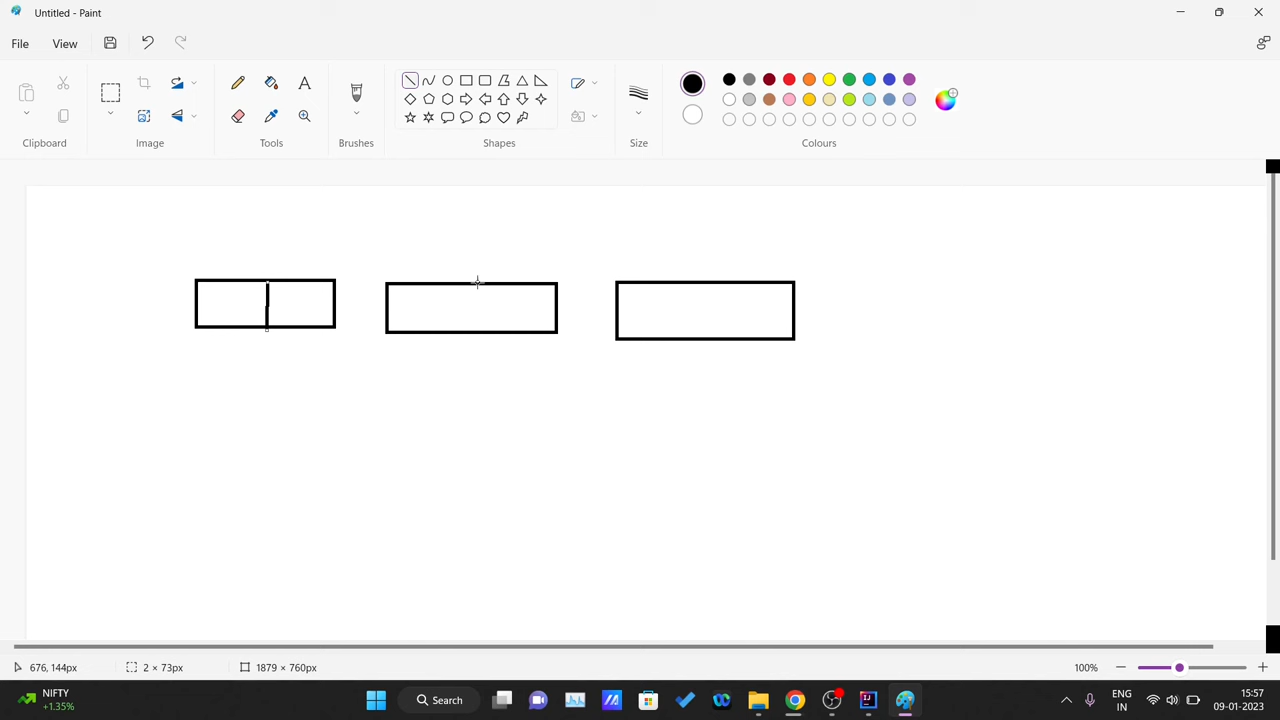 Untitled - Paint
File View
Clipboard Image Tools Brushes Shapes Size Colours
676, 144px 2 × 73px 1879 × 760px 100%
NIFTY
+1.35%
Search
ENG
IN
15:57
09-01-2023